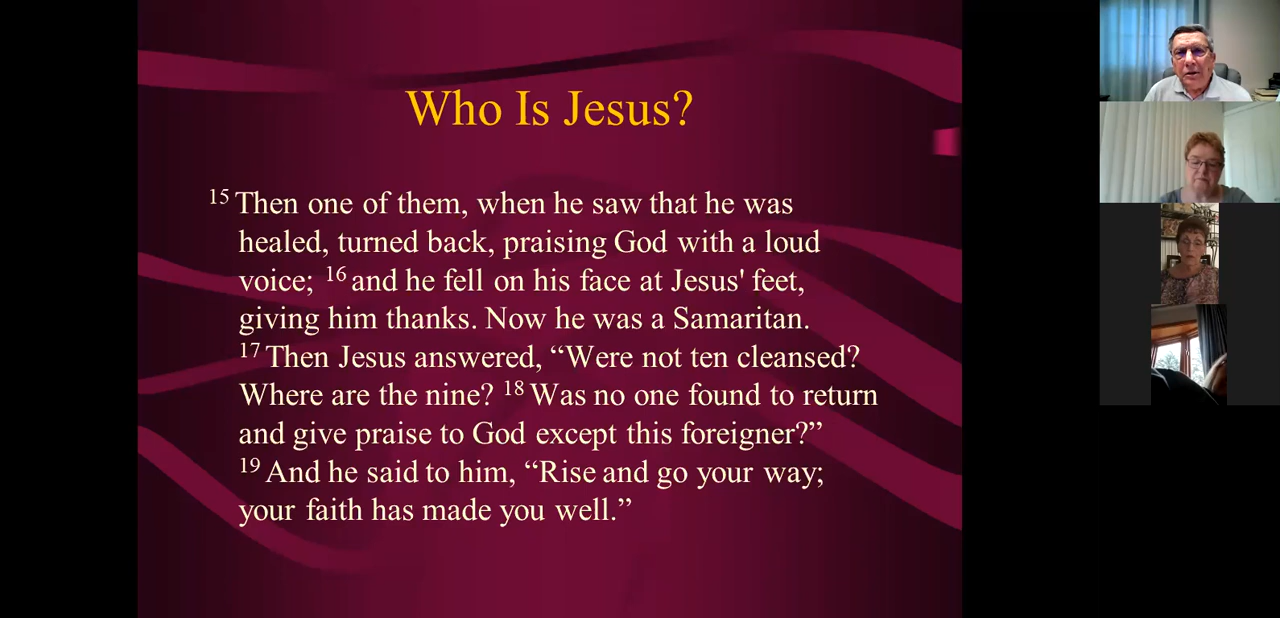 Who Is Jesus?
15 Then one of them, when he saw that he was
healed, turned back, praising God with a loud
voice; 16 and he fell on his face at Jesus' feet,
giving him thanks. Now he was a Samaritan.
17 Then Jesus answered, “Were not ten cleansed?
Where are the nine? 18 Was no one found to return
and give praise to God except this foreigner?”
19 And he said to him, “Rise and go your way;
your faith has made you well.”